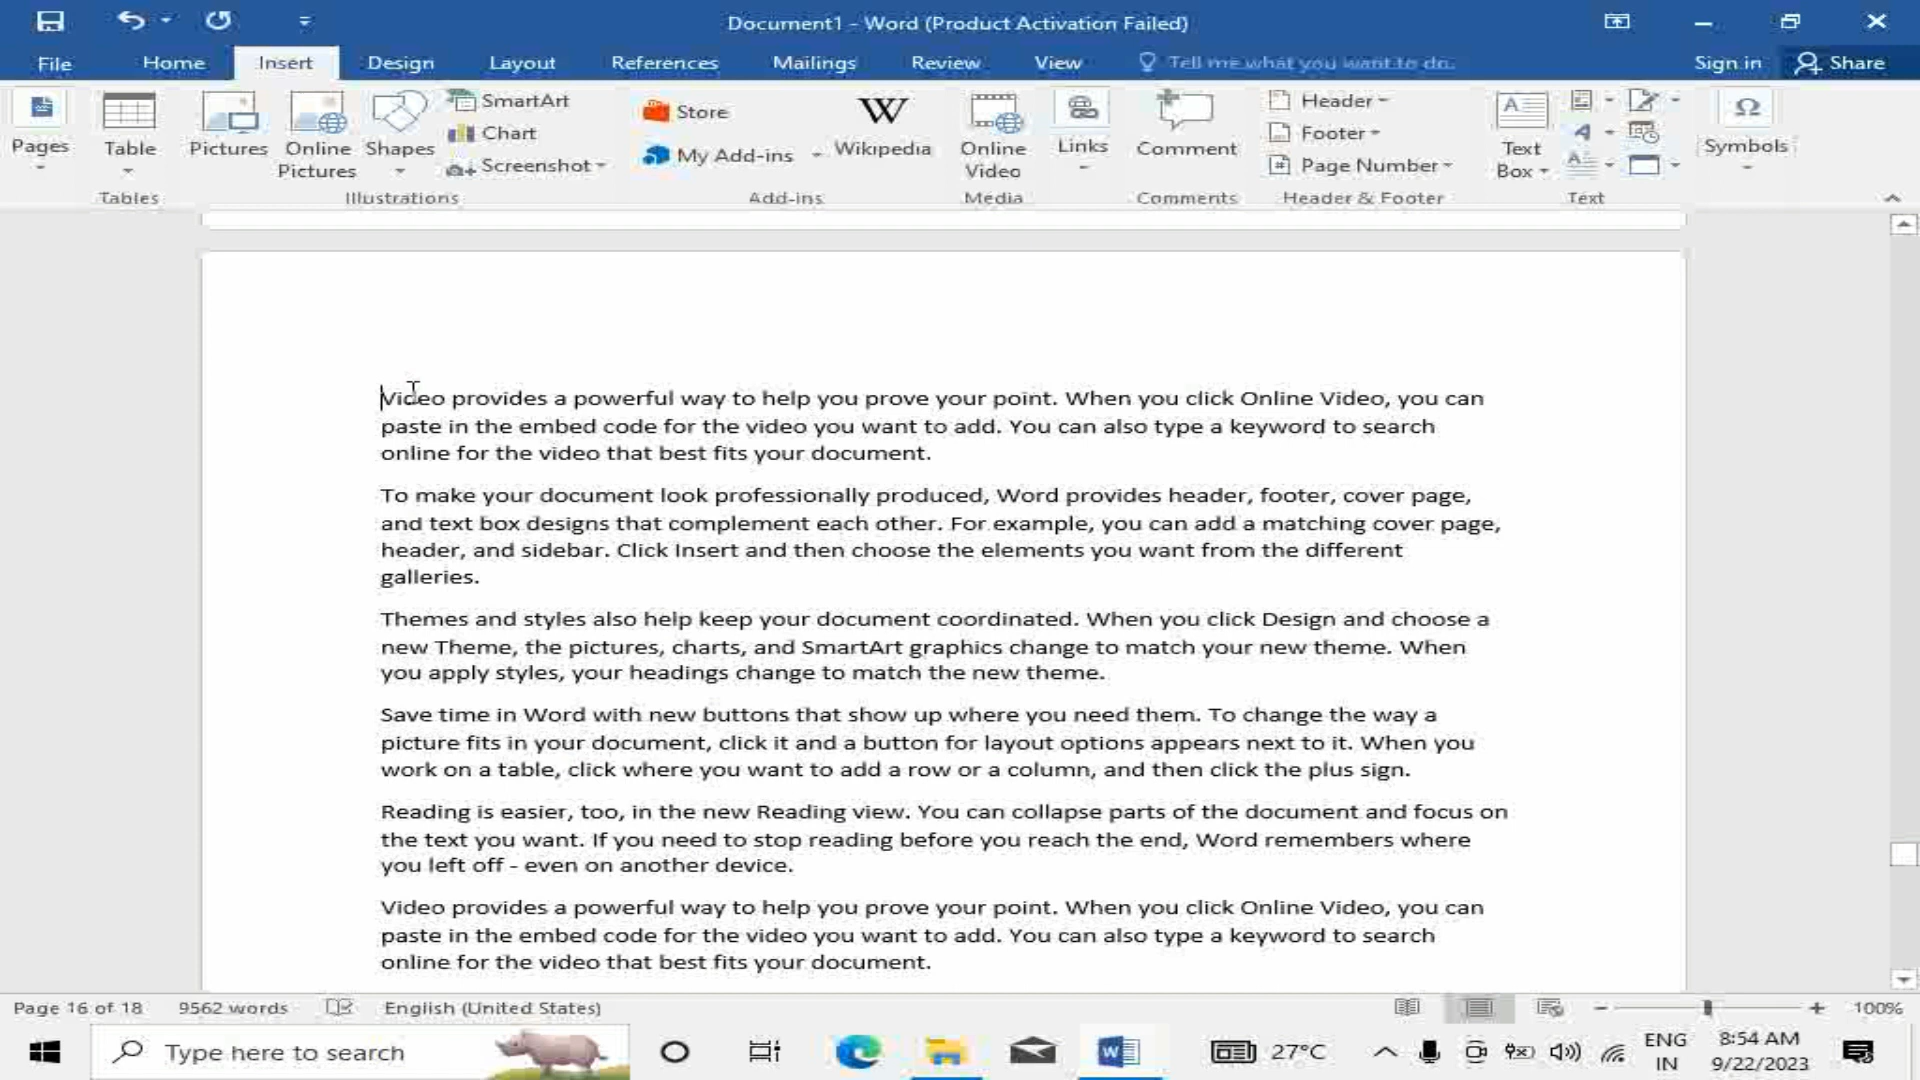 Document1 - Word (Product Activation Failed)
File Home Insert Design Layout References Mailings Review View Tell me what you want to do. Sign in Share
Pages Table Pictures Online Pictures Shapes SmartArt Chart Screenshot Store My Add-ins Wikipedia Online Video Links Comment Header Footer Page Number Text Box Symbols
Tables Illustrations Add-ins Media Comments Header & Footer Text
Video provides a powerful way to help you prove your point. When you click Online Video, you can
paste in the embed code for the video you want to add. You can also type a keyword to search
online for the video that best fits your document.
To make your document look professionally produced, Word provides header, footer, cover page,
and text box designs that complement each other. For example, you can add a matching cover page,
header, and sidebar. Click Insert and then choose the elements you want from the different
galleries.
Themes and styles also help keep your document coordinated. When you click Design and choose a
new Theme, the pictures, charts, and SmartArt graphics change to match your new theme. When
you apply styles, your headings change to match the new theme.
Save time in Word with new buttons that show up where you need them. To change the way a
picture fits in your document, click it and a button for layout options appears next to it. When you
work on a table, click where you want to add a row or a column, and then click the plus sign.
Reading is easier, too, in the new Reading view. You can collapse parts of the document and focus on
the text you want. If you need to stop reading before you reach the end, Word remembers where
you left off - even on another device.
Video provides a powerful way to help you prove your point. When you click Online Video, you can
paste in the embed code for the video you want to add. You can also type a keyword to search
online for the video that best fits your document.
Page 16 of 18 9562 words English (United States) 100%
Type here to search 27°C ENG 8:54 AM
IN 9/22/2023